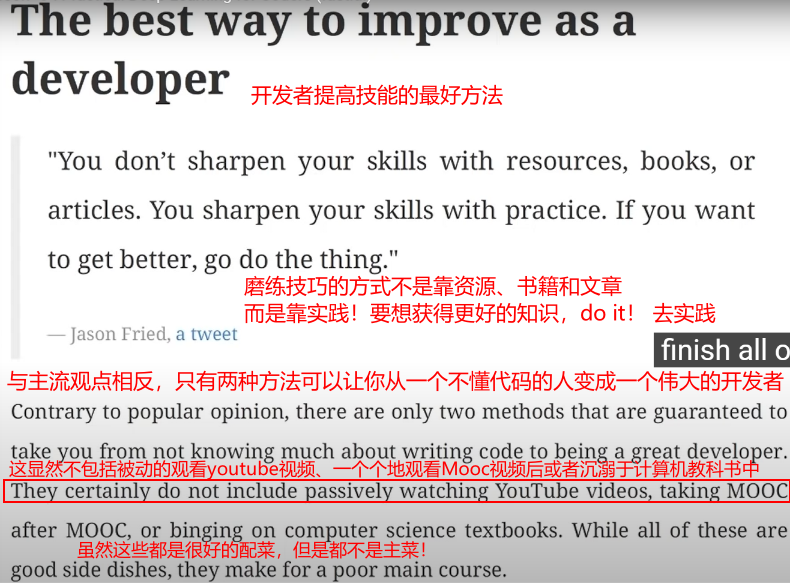 The best way to improve as a
developer
开发者提高技能的最好方法
"You don’t sharpen your skills with resources, books, or
articles. You sharpen your skills with practice. If you want
to get better, go do the thing."
磨练技巧的方式不是靠资源、书籍和文章
而是靠实践！要想获得更好的知识，do it！ 去实践
— Jason Fried, a tweet
finish all o
与主流观点相反，只有两种方法可以让你从一个不懂代码的人变成一个伟大的开发者
Contrary to popular opinion, there are only two methods that are guaranteed to
take you from not knowing much about writing code to being a great developer.
这显然不包括被动的观看youtube视频、一个个地观看Mooc视频后或者沉溺于计算机教科书中
They certainly do not include passively watching YouTube videos, taking MOOC
after MOOC, or binging on computer science textbooks. While all of these are
虽然这些都是很好的配菜，但是都不是主菜！
good side dishes, they make for a poor main course.